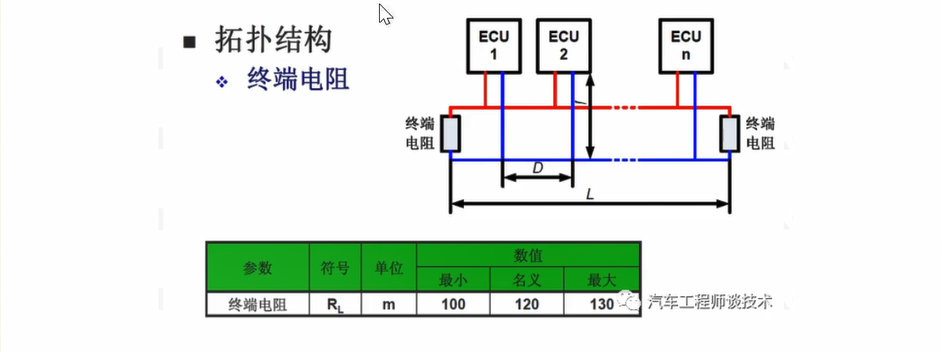 ■ 拓扑结构
❖ 终端电阻
ECU 1
ECU 2
ECU n
终端电阻
终端电阻
l
D
L
参数 符号 单位 数值
最小 名义 最大
终端电阻 RL m 100 120 130
汽车工程师谈技术